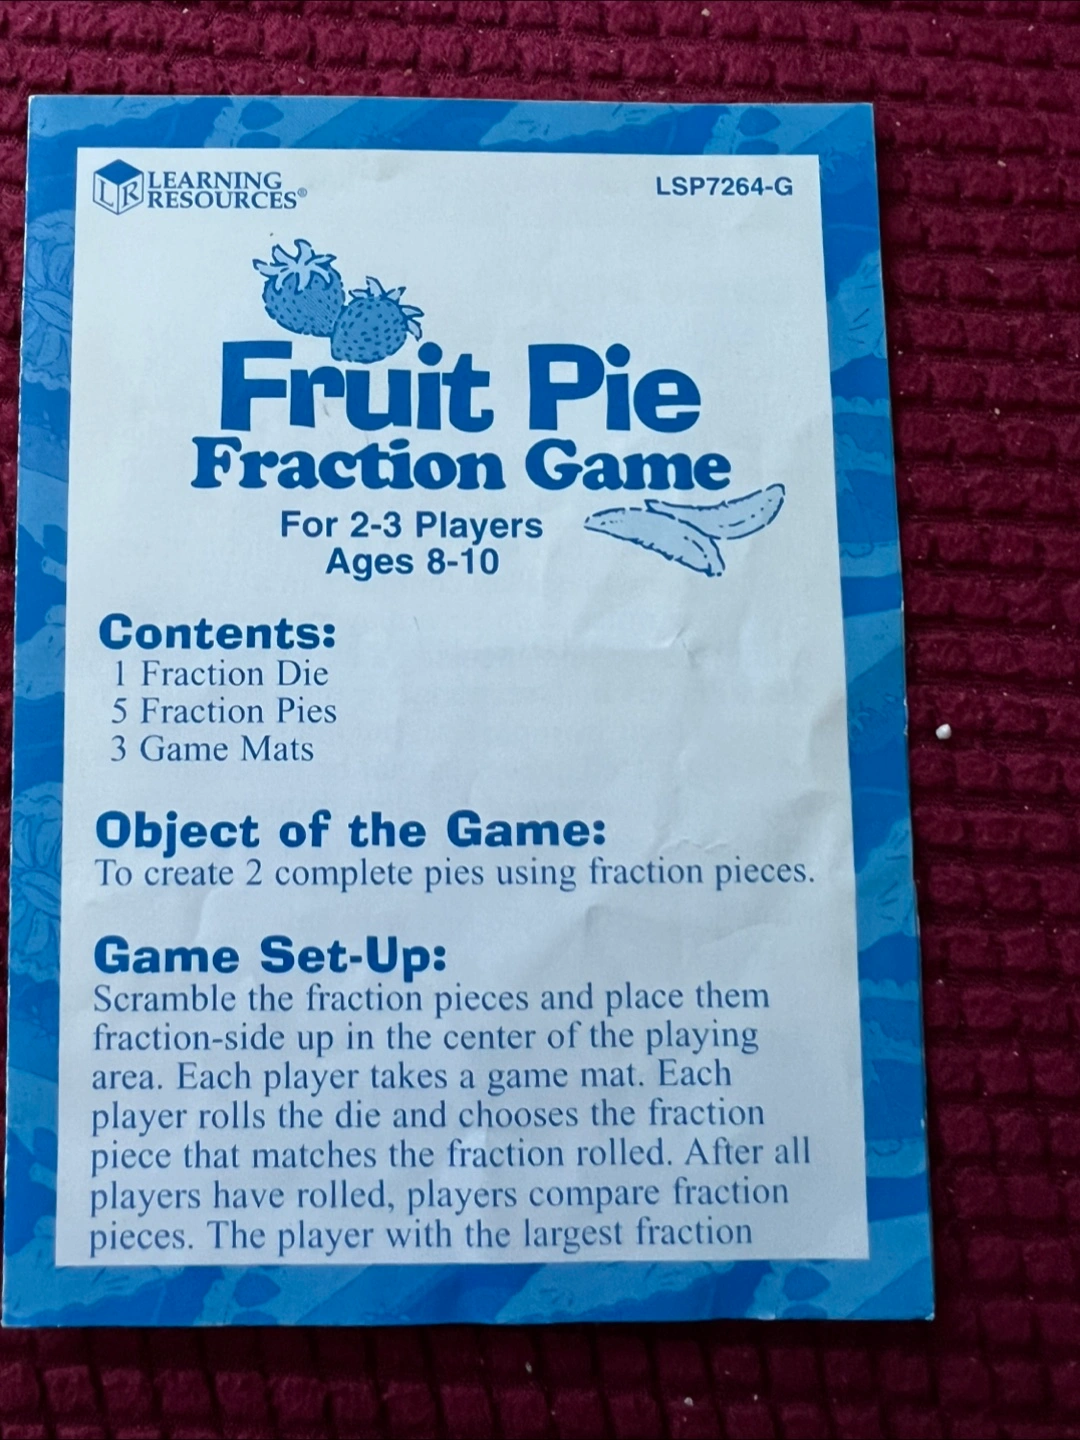 LR LEARNING
RESOURCES®
LSP7264-G
Fruit Pie
Fraction Game
For 2-3 Players
Ages 8-10
Contents:
1 Fraction Die
5 Fraction Pies
3 Game Mats
Object of the Game:
To create 2 complete pies using fraction pieces.
Game Set-Up:
Scramble the fraction pieces and place them
fraction-side up in the center of the playing
area. Each player takes a game mat. Each
player rolls the die and chooses the fraction
piece that matches the fraction rolled. After all
players have rolled, players compare fraction
pieces. The player with the largest fraction